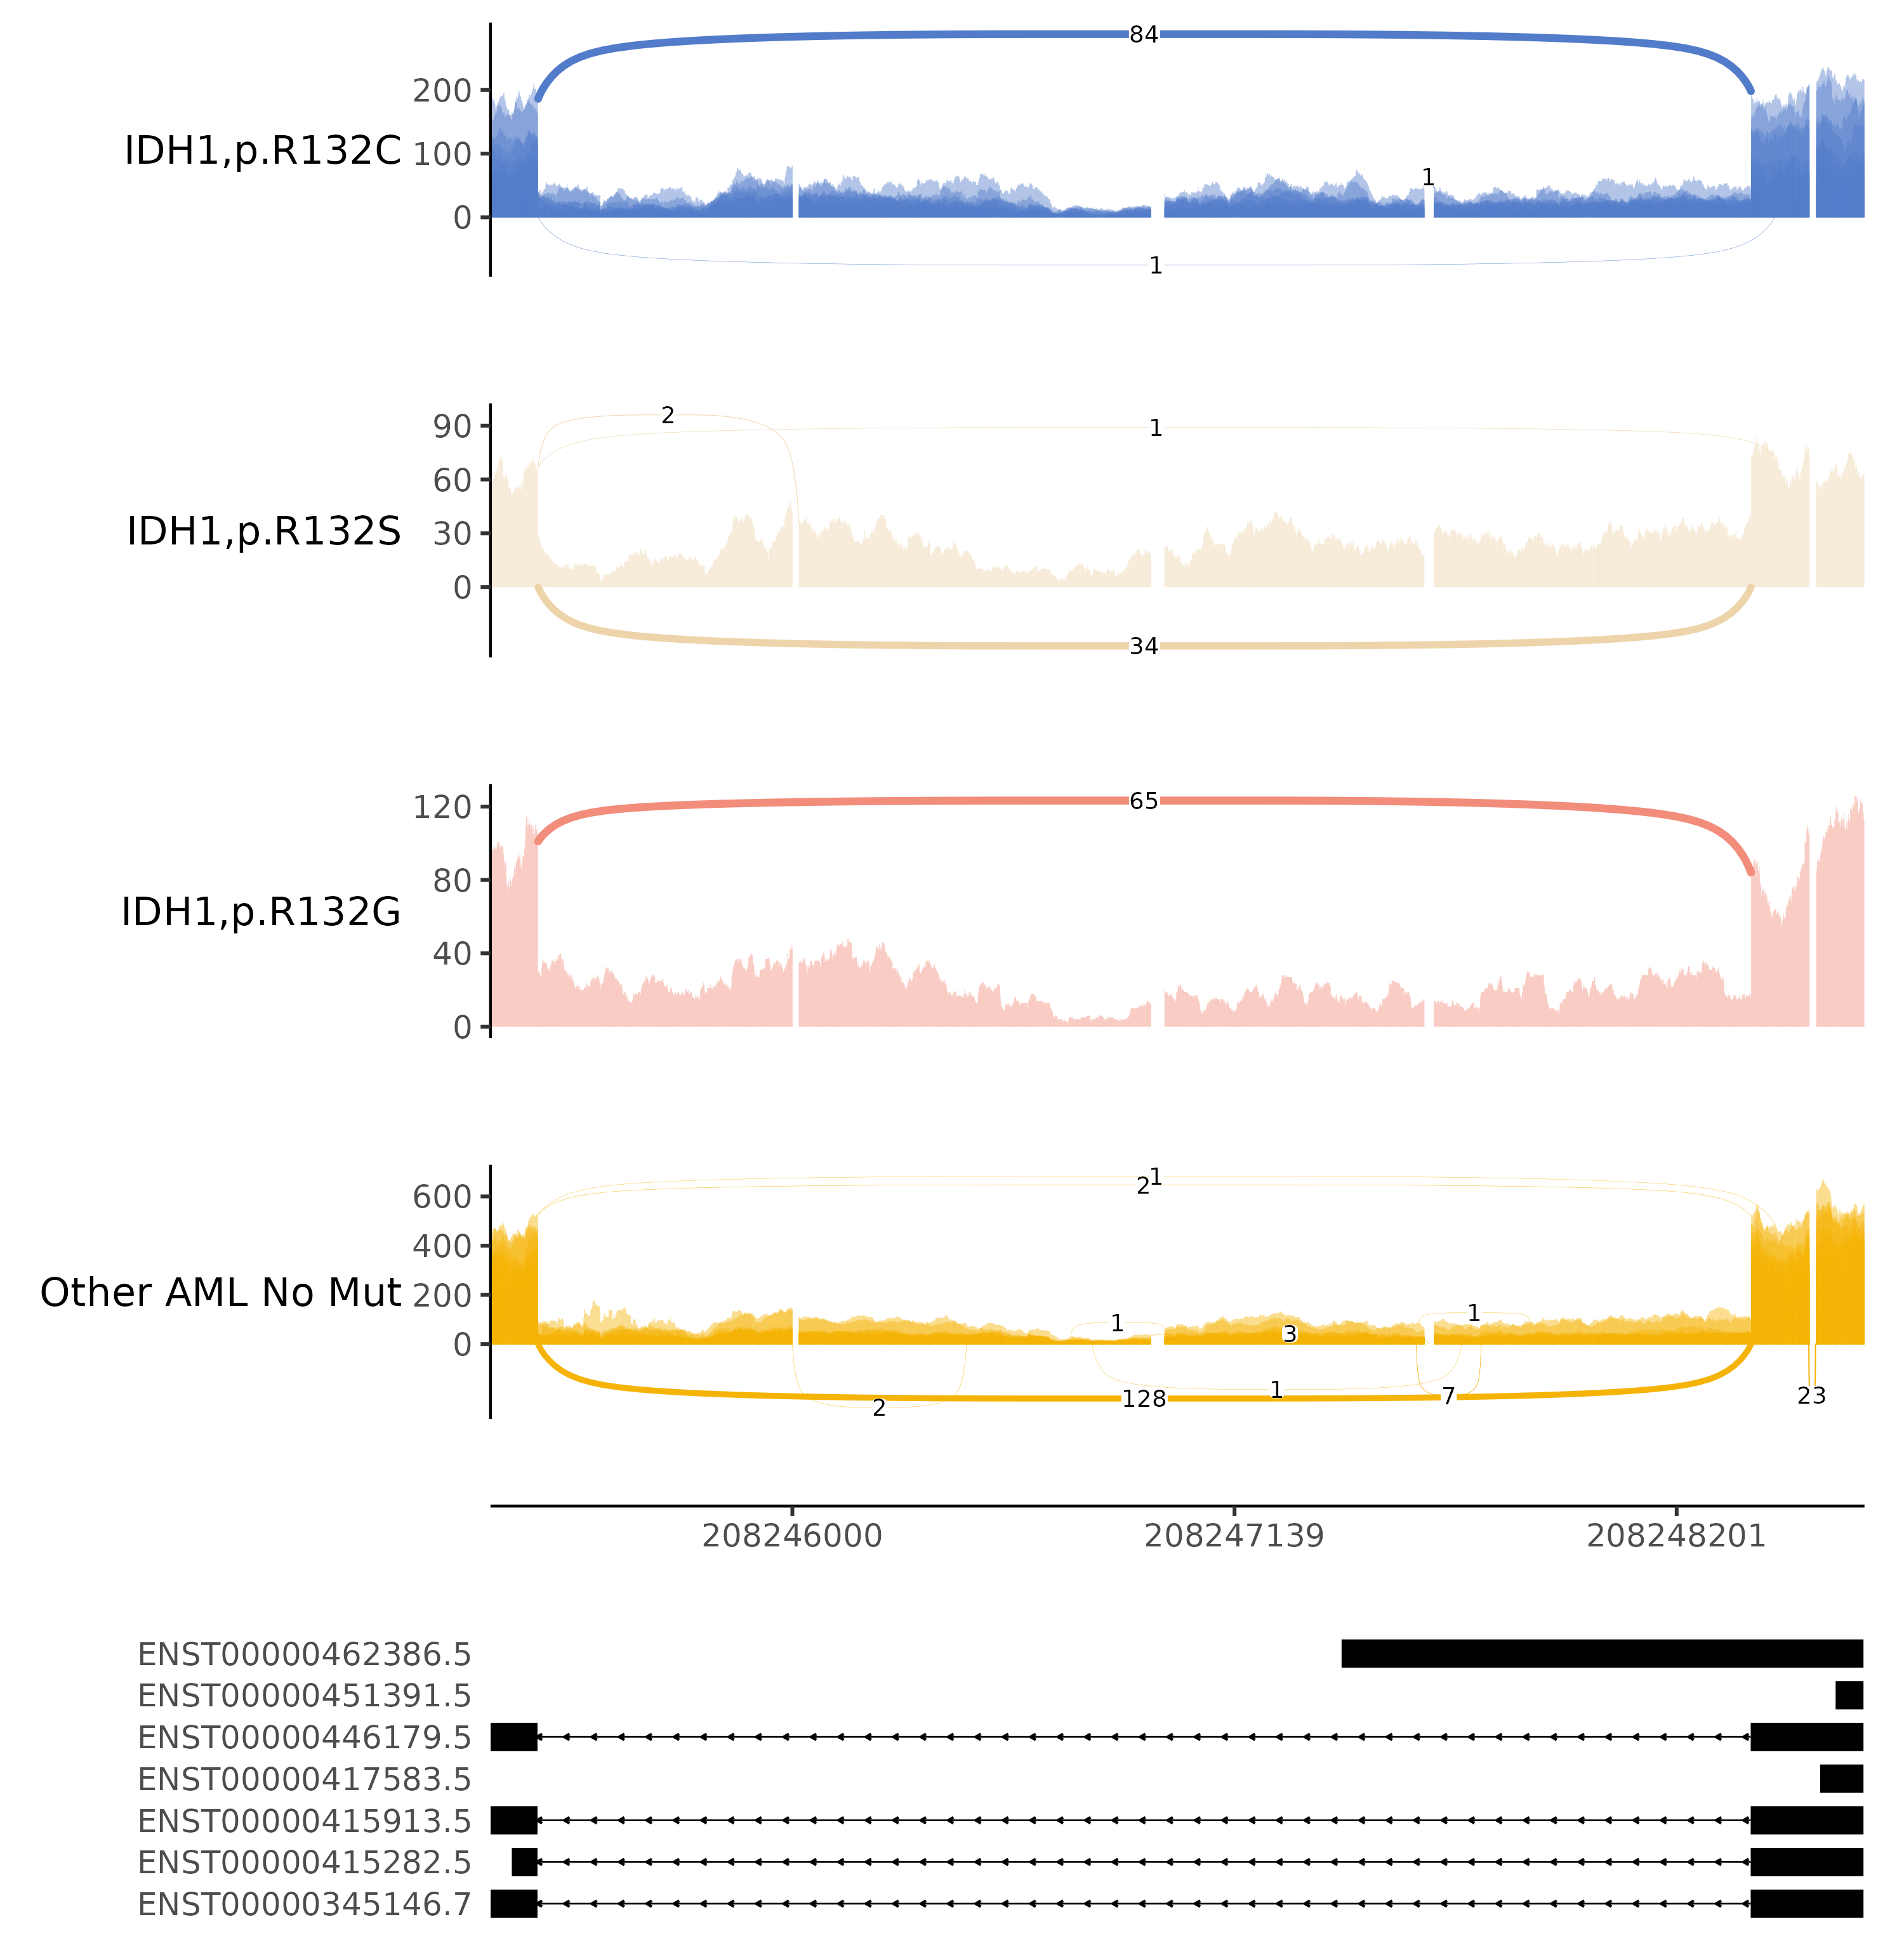 84
200
IDH1,p.R132C 100
1
0
1
2
90
1
60
IDH1,p.R132S
30
0
34
65
120
80
IDH1,p.R132G
40
0
1
2
600
400
Other AML No Mut 200
1
1
3
0
1
128
7
23
2
208246000 208247139 208248201
ENST00000462386.5
ENST00000451391.5
ENST00000446179.5
ENST00000417583.5
ENST00000415913.5
ENST00000415282.5
ENST00000345146.7